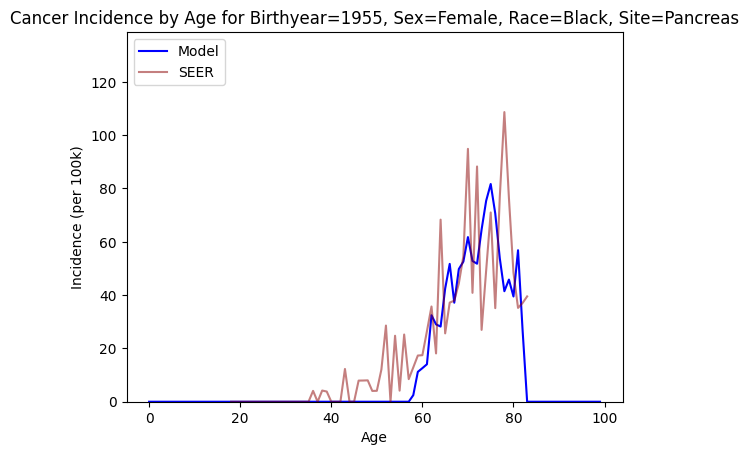 Cancer Incidence by Age for Birthyear=1955, Sex=Female, Race=Black, Site=Pancreas
Model
SEER
120
100
80
60
40
20
0
Incidence (per 100k)
0 20 40 60 80 100
Age